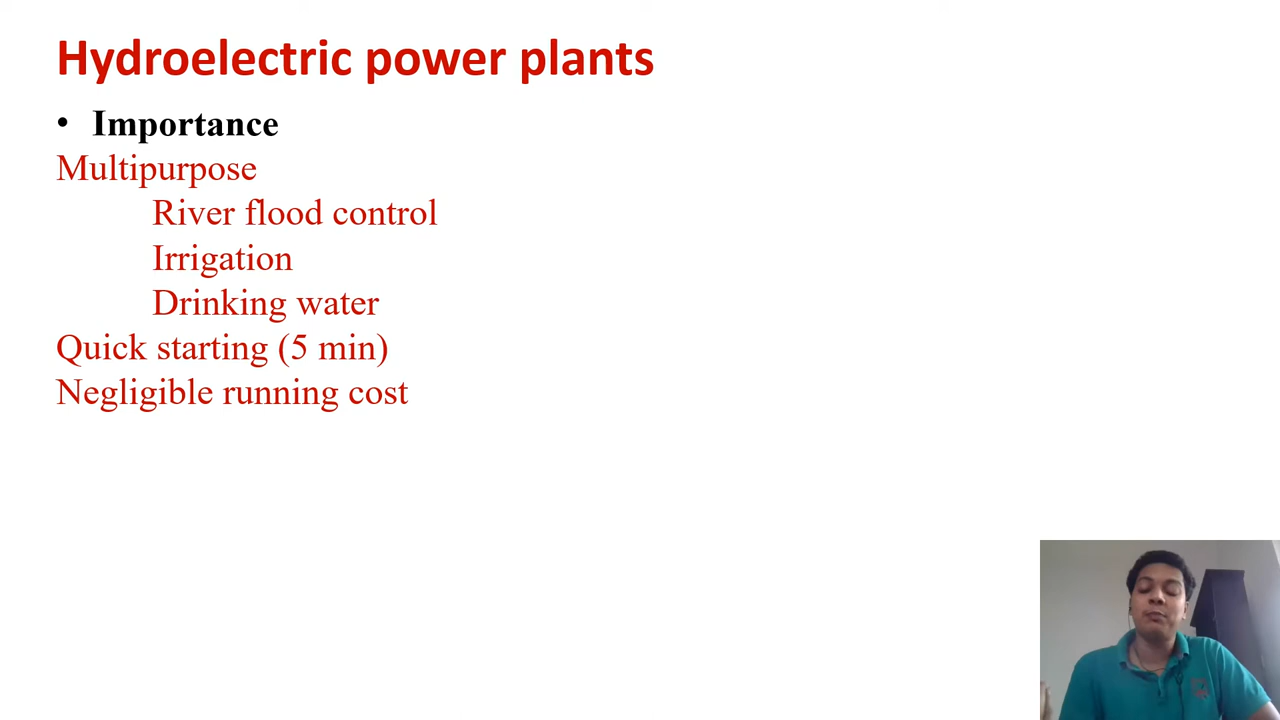 Hydroelectric power plants
• Importance
Multipurpose
River flood control
Irrigation
Drinking water
Quick starting (5 min)
Negligible running cost